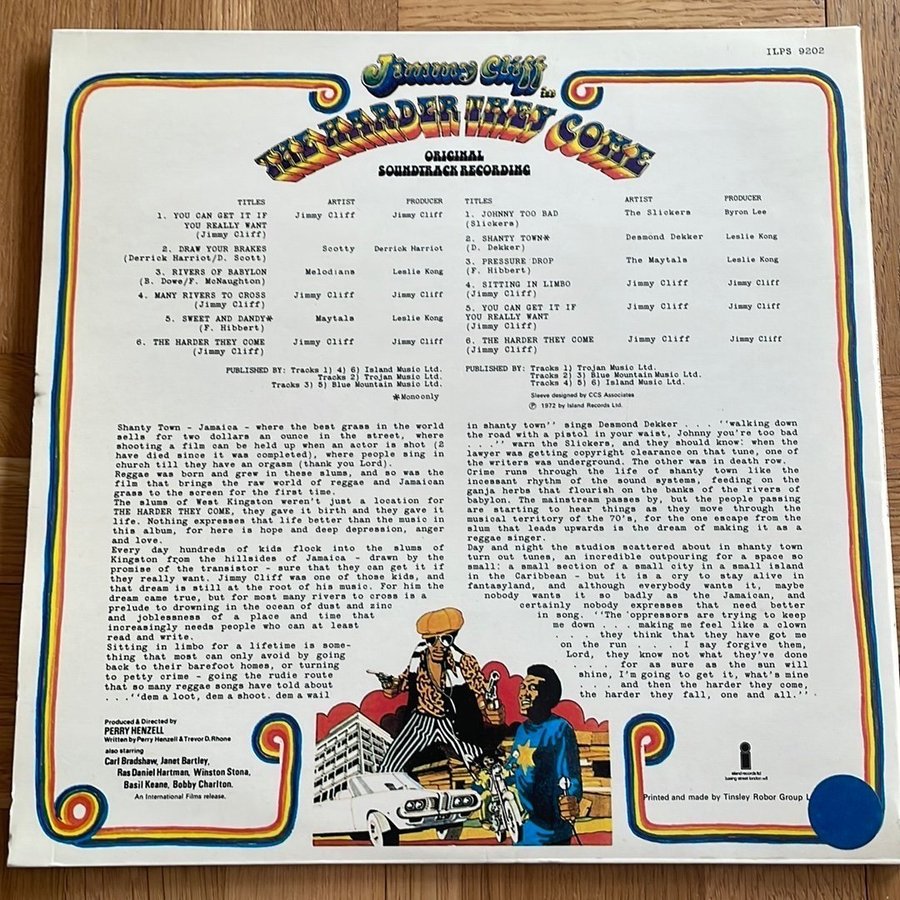 ILPS 9202
Jimmy Cliff
in
THE HARDER THEY COME
ORIGINAL
SOUNDTRACK RECORDING
TITLES ARTIST PRODUCER
1. YOU CAN GET IT IF Jimmy Cliff Jimmy Cliff
YOU REALLY WANT
(Jimmy Cliff)
2. DRAW YOUR BRAKES Scotty Derrick Harriot
(Derrick Harriot/D. Scott)
3. RIVERS OF BABYLON Melodians Leslie Kong
(B. Dowe/F. McNaughton)
4. MANY RIVERS TO CROSS Jimmy Cliff Jimmy Cliff
(Jimmy Cliff)
5. SWEET AND DANDY* Maytals Leslie Kong
(F. Hibbert)
6. THE HARDER THEY COME Jimmy Cliff Jimmy Cliff
(Jimmy Cliff)
PUBLISHED BY: Tracks 1) 4) 6) Island Music Ltd.
Tracks 2) Trojan Music Ltd.
Tracks 3) 5) Blue Mountain Music Ltd.
*Mono only
TITLES ARTIST PRODUCER
1. JOHNNY TOO BAD The Slickers Byron Lee
(Slickers)
2. SHANTY TOWN* Desmond Dekker Leslie Kong
(D. Dekker)
3. PRESSURE DROP The Maytals Leslie Kong
(F. Hibbert)
4. SITTING IN LIMBO Jimmy Cliff Jimmy Cliff
(Jimmy Cliff)
5. YOU CAN GET IT IF Jimmy Cliff Jimmy Cliff
YOU REALLY WANT
(Jimmy Cliff)
6. THE HARDER THEY COME Jimmy Cliff Jimmy Cliff
(Jimmy Cliff)
PUBLISHED BY: Tracks 1) Trojan Music Ltd.
Tracks 2) 3) Blue Mountain Music Ltd.
Tracks 4) 5) 6) Island Music Ltd.
Sleeve designed by CCS Associates
℗ 1972 by Island Records Ltd.
Shanty Town - Jamaica - where the best grass in the world
sells for two dollars an ounce in the street, where
shooting a film can be held up when an actor is shot (2
have died since it was completed), where people sing in
church till they have an orgasm (thank you Lord).
Reggae was born and grew in these slums, and so was the
film that brings the raw world of reggae and Jamaican
grass to the screen for the first time.
The slums of West Kingston weren't just a location for
THE HARDER THEY COME, they gave it birth and they gave it
life. Nothing expresses that life better than the music in
this album, for here is hope and deep depression, anger
and love.
Every day hundreds of kids flock into the slums of
Kingston from the hillsides of Jamaica - drawn by the
promise of the transistor - sure that they can get it if
they really want. Jimmy Cliff was one of those kids, and
that dream is still at the root of his music. For him the
dream came true, but for most many rivers to cross is a
prelude to drowning in the ocean of dust and zinc
and joblessness of a place and time that
increasingly needs people who can at least
read and write.
Sitting in limbo for a lifetime is some-
thing that most can only avoid by going
back to their barefoot homes, or turning
to petty crime - going the rudie route
that so many reggae songs have told about
..."dem a loot, dem a shoot. dem a wail
in shanty town" sings Desmond Dekker .... "walking down
the road with a pistol in your waist, Johnny you're too bad
..." warn the Slickers, and they should know: when the
lawyer was getting copyright clearance on that tune, one of
the writers was underground. The other was in death row.
Crime runs through the life of shanty town like the
incessant rhythm of the sound systems, feeding on the
ganja herbs that flourish on the banks of the rivers of
Babylon. The mainstream passes by, but the people passing
are starting to hear things as they move through the
musical territory of the 70's, for the one escape from the
slum that leads upwards is the dream of making it as a
reggae singer.
Day and night the studios scattered about in shanty town
turn out tunes, an incredible outpouring for a space so
small: a small section of a small city in a small island
in the Caribbean - but it is a cry to stay alive in
fantasyland, and although everybody wants it, maybe
nobody wants it so badly as the Jamaican, and
certainly nobody expresses that need better
in song. "The oppressors are trying to keep
me down .... making me feel like a clown
.... they think that they have got me
on the run .... I say forgive them,
Lord, they know not what they've done
.... for as sure as the sun will
shine, I'm going to get it, what's mine
.... and then the harder they come,
the harder they fall, one and all."
Produced & Directed by
PERRY HENZELL
Written by Perry Henzell & Trevor D. Rhone
also starring
Carl Bradshaw, Janet Bartley,
Ras Daniel Hartman, Winston Stona,
Basil Keane, Bobby Charlton.
An International Films release.
island records ltd
basing street london w11
Printed and made by Tinsley Robor Group L